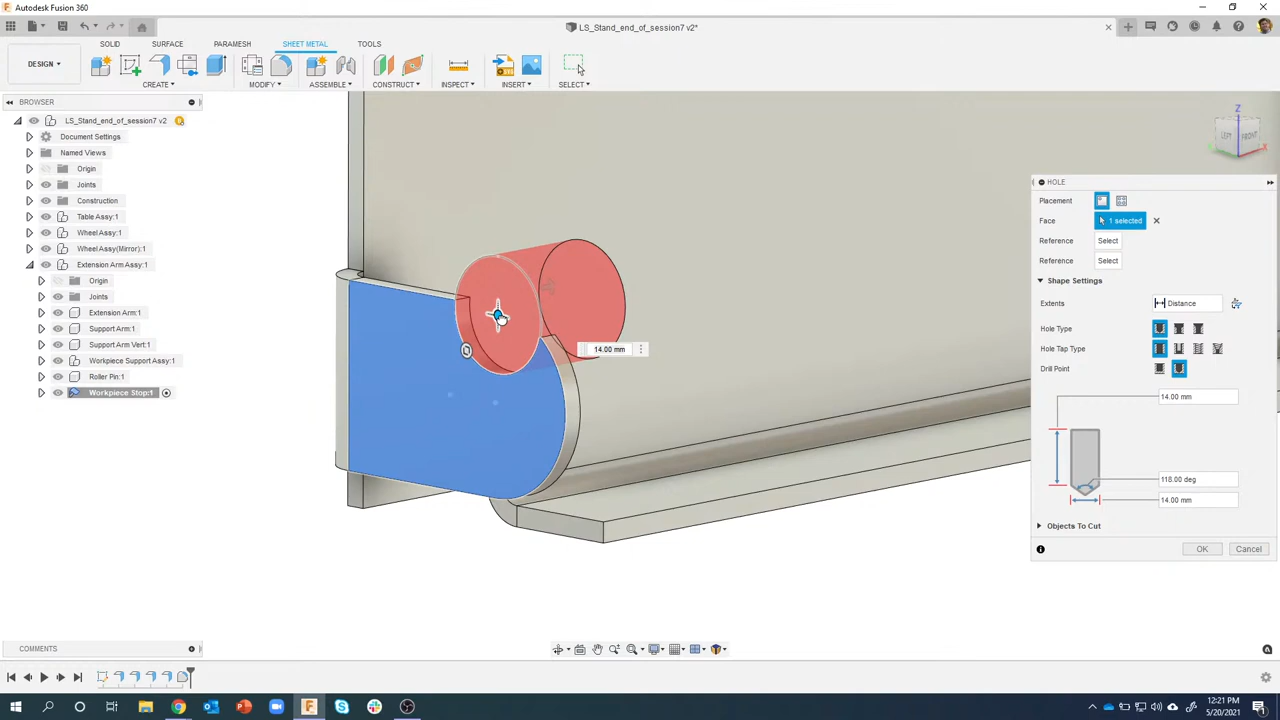 Autodesk Fusion 360
LS_Stand_end_of_session7 v2*
SOLID SURFACE PARAMESH SHEET METAL TOOLS
DESIGN
CREATE MODIFY ASSEMBLE CONSTRUCT INSPECT INSERT SELECT
BROWSER
LS_Stand_end_of_session7 v2
Document Settings
Named Views
Origin
Joints
Construction
Table Assy:1
Wheel Assy:1
Wheel Assy(Mirror):1
Extension Arm Assy:1
Origin
Joints
Extension Arm:1
Support Arm:1
Support Arm Vert:1
Workpiece Support Assy:1
Roller Pin:1
Workpiece Stop:1
14.00 mm
Z
LEFT FRONT
X
HOLE
Placement
Face 1 selected
Reference Select
Reference Select
Shape Settings
Extents Distance
Hole Type
Hole Tap Type
Drill Point
14.00 mm
118.00 deg
14.00 mm
Objects To Cut
OK Cancel
COMMENTS
12:21 PM
5/20/2021